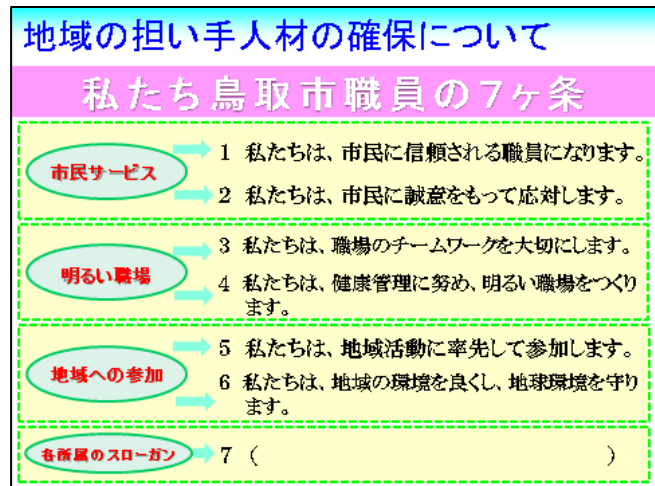 地域の担い手人材の確保について
私たち鳥取市職員の7ヶ条
市民サービス
1 私たちは、市民に信頼される職員になります。
2 私たちは、市民に誠意をもって応対します。
明るい職場
3 私たちは、職場のチームワークを大切にします。
4 私たちは、健康管理に努め、明るい職場をつくり
ます。
地域への参加
5 私たちは、地域活動に率先して参加します。
6 私たちは、地域の環境を良くし、地球環境を守り
ます。
各所属のスローガン
7 （ ）